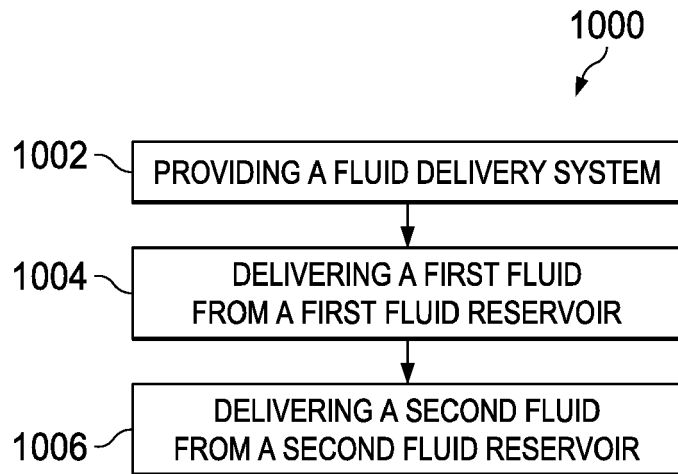 1000
1002
PROVIDING A FLUID DELIVERY SYSTEM
1004
DELIVERING A FIRST FLUID
FROM A FIRST FLUID RESERVOIR
1006
DELIVERING A SECOND FLUID
FROM A SECOND FLUID RESERVOIR